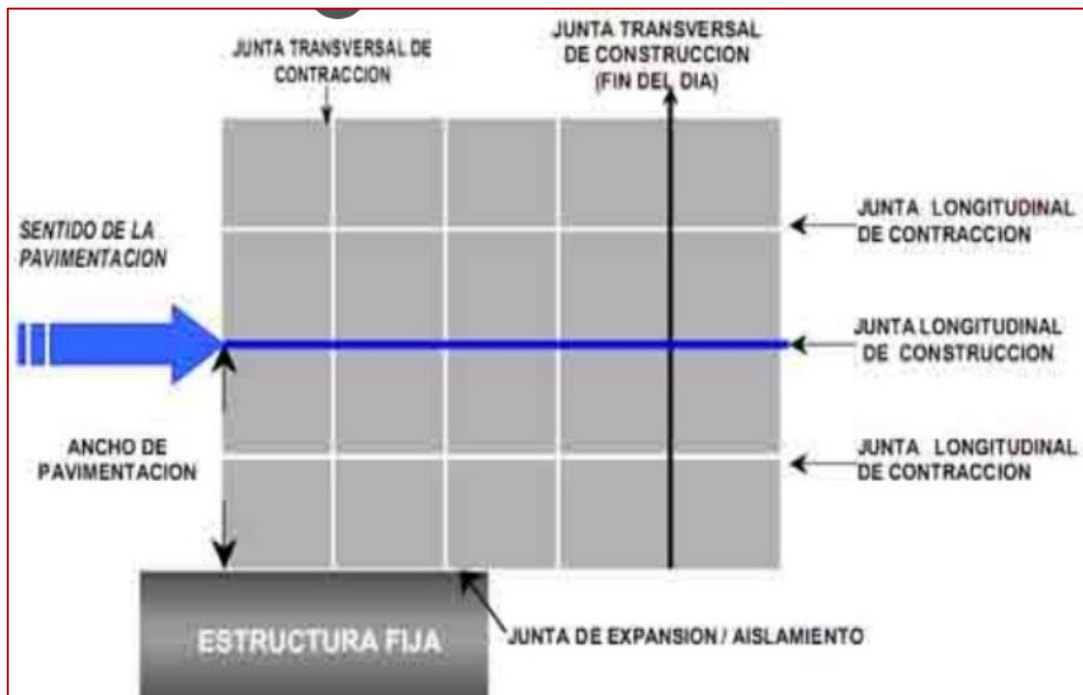 JUNTA TRANSVERSAL DE
CONTRACCION
JUNTA TRANSVERSAL
DE CONSTRUCCION
(FIN DEL DIA)
SENTIDO DE LA
PAVIMENTACION
JUNTA LONGITUDINAL
DE CONTRACCION
JUNTA LONGITUDINAL
DE CONSTRUCCION
ANCHO DE
PAVIMENTACION
JUNTA LONGITUDINAL
DE CONTRACCION
ESTRUCTURA FIJA
JUNTA DE EXPANSION / AISLAMIENTO